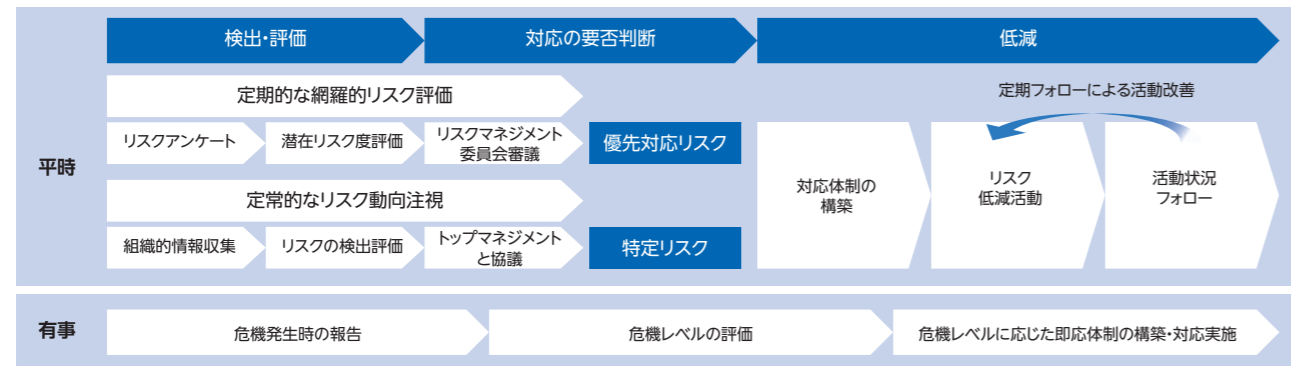 検出・評価
対応の要否判断
低減
平時
定期的な網羅的リスク評価
リスクアンケート
潜在リスク度評価
リスクマネジメント
委員会審議
優先対応リスク
定常的なリスク動向注視
組織的情報収集
リスクの検出評価
トップマネジメント
と協議
特定リスク
定期フォローによる活動改善
対応体制の
構築
リスク
低減活動
活動状況
フォロー
有事
危機発生時の報告
危機レベルの評価
危機レベルに応じた即応体制の構築・対応実施